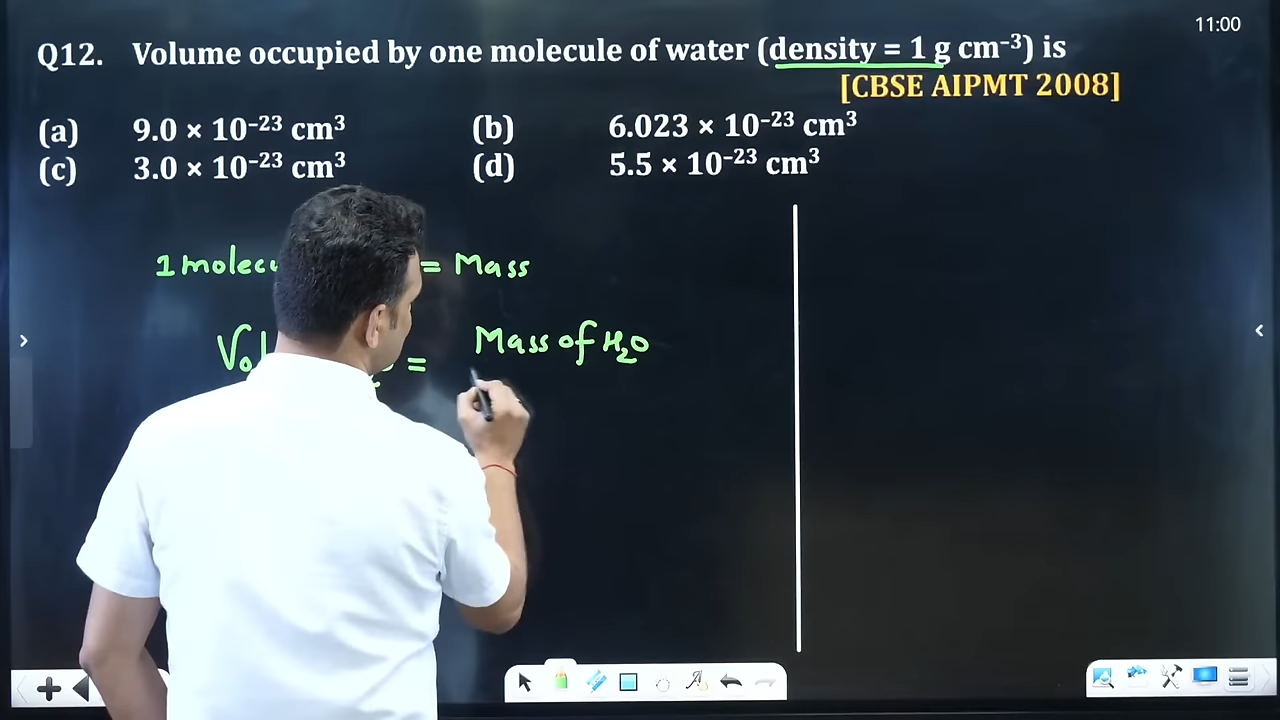 11:00
Q12. Volume occupied by one molecule of water (density = 1 g cm⁻³) is
[CBSE AIPMT 2008]
(a) 9.0 × 10⁻²³ cm³ (b) 6.023 × 10⁻²³ cm³
(c) 3.0 × 10⁻²³ cm³ (d) 5.5 × 10⁻²³ cm³
1 = Mass
= Mass of H₂O